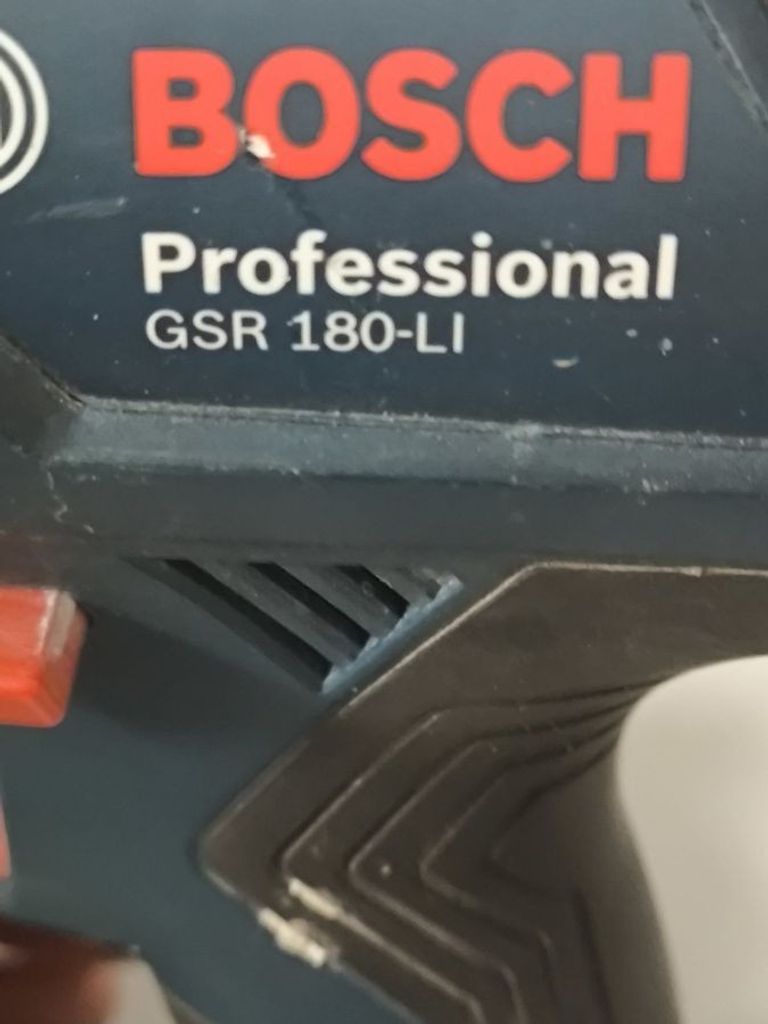 BOSCH
Professional
GSR 180-LI